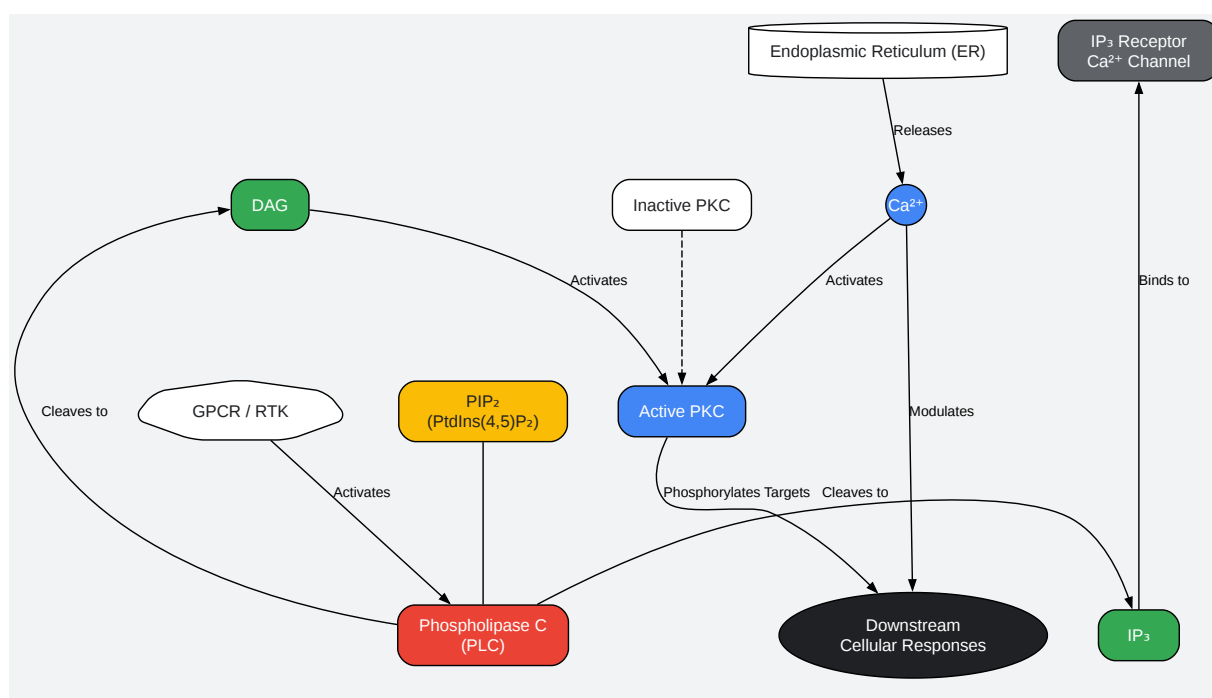 Endoplasmic Reticulum (ER)
IP₃ Receptor
Ca²⁺ Channel
Releases
DAG
Inactive PKC
Ca²⁺
Activates
Activates
Binds to
Cleaves to
GPCR / RTK
PIP₂
(PtdIns(4,5)P₂)
Active PKC
Modulates
Activates
Phosphorylates Targets
Cleaves to
Phospholipase C
(PLC)
Downstream
Cellular Responses
IP₃